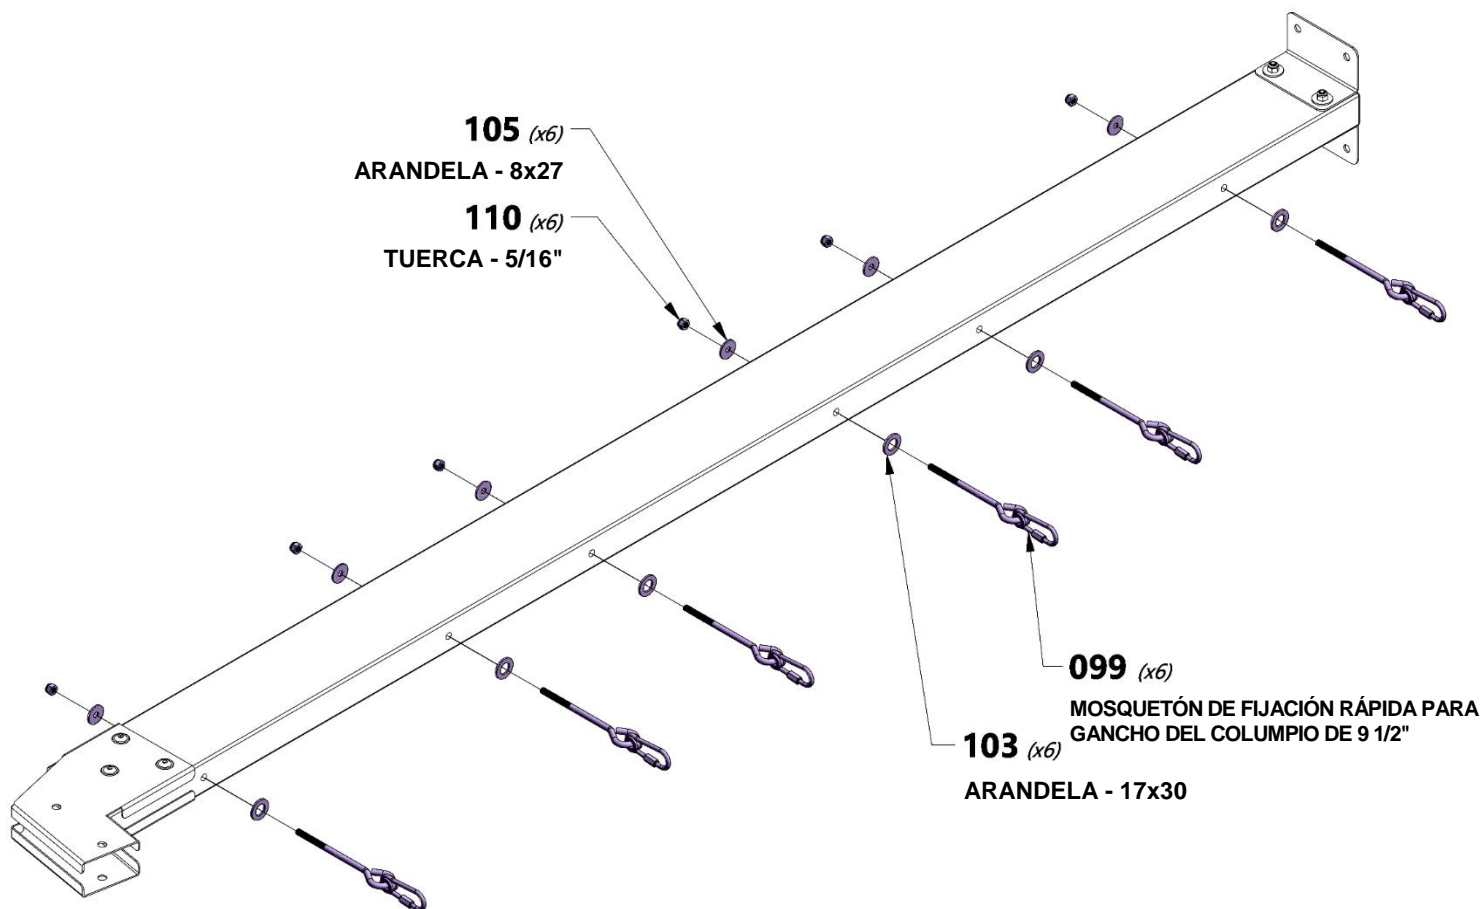 105 (x6)
ARANDELA - 8x27
110 (x6)
TUERCA - 5/16"
099 (x6)
MOSQUETÓN DE FIJACIÓN RÁPIDA PARA
GANCHO DEL COLUMPIO DE 9 1/2"
103 (x6)
ARANDELA - 17x30